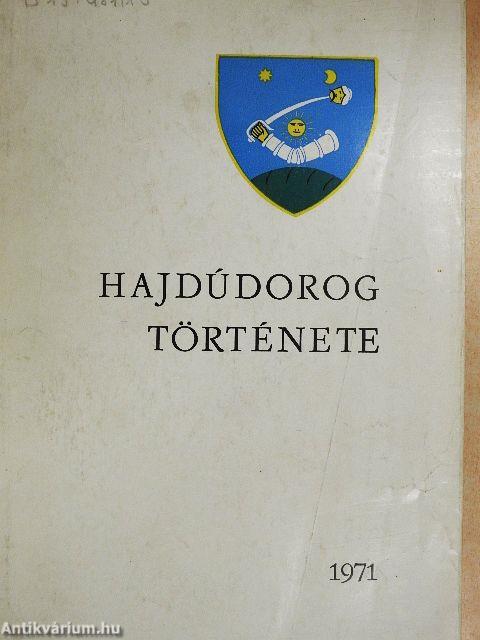 HAJDÚDOROG
TÖRTÉNETE
1971
Antikvárium.hu